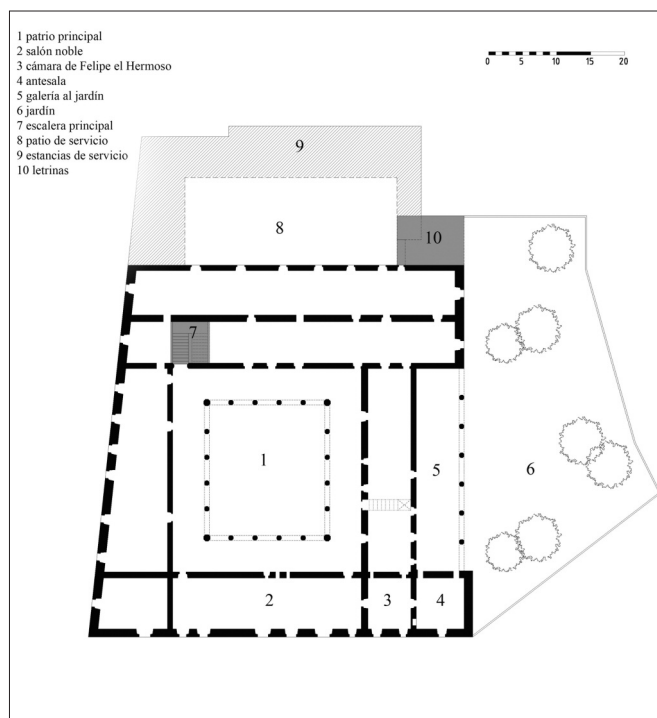 1 patrio principal
2 salón noble
3 cámara de Felipe el Hermoso
4 antesala
5 galería al jardín
6 jardín
7 escalera principal
8 patio de servicio
9 estancias de servicio
10 letrinas
0 5 10 15 20
9
8
10
7
1
5
6
2
3
4